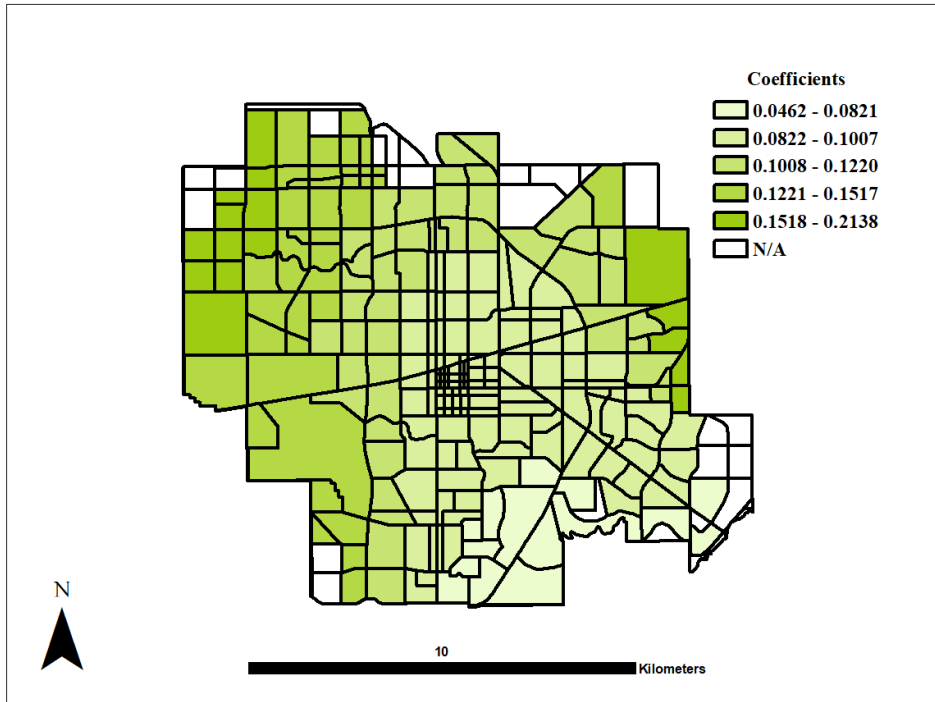 Coefficients
0.0462 - 0.0821
0.0822 - 0.1007
0.1008 - 0.1220
0.1221 - 0.1517
0.1518 - 0.2138
N/A
N
10
Kilometers